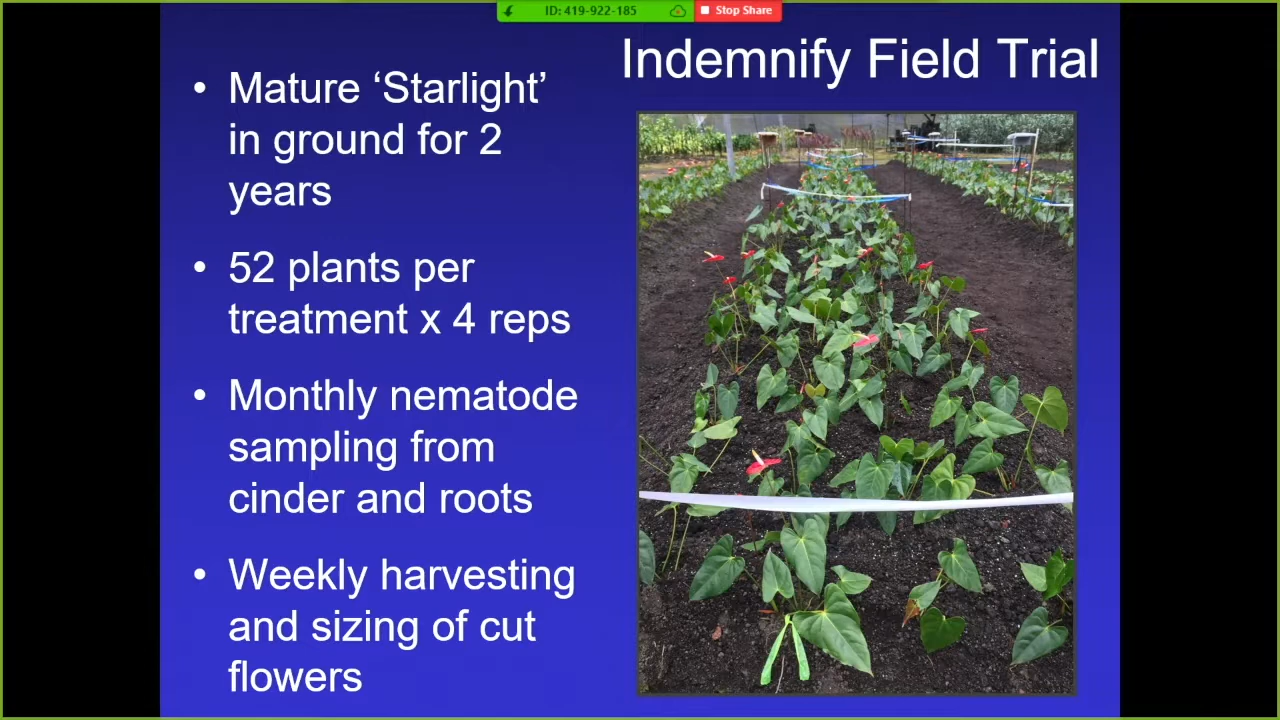 ID: 419-922-185
Stop Share
Indemnify Field Trial
• Mature ‘Starlight’
in ground for 2
years
• 52 plants per
treatment x 4 reps
• Monthly nematode
sampling from
cinder and roots
• Weekly harvesting
and sizing of cut
flowers